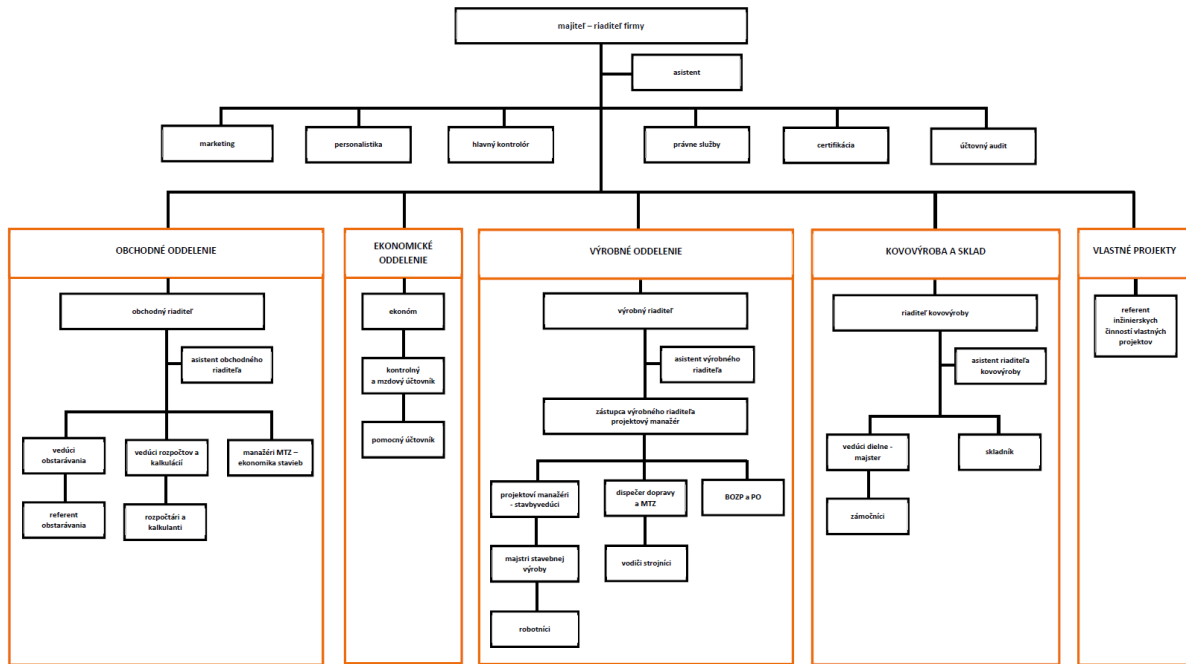 majiteľ – riaditeľ firmy
asistent
marketing
personalistika
hlavný kontrolór
právne služby
certifikácia
účtovný audit
OBCHODNÉ ODDELENIE
obchodný riaditeľ
asistent obchodného
riaditeľa
vedúci
obstarávania
vedúci rozpočtov a
kalkulácií
manažéri MTZ –
ekonomika stavieb
referent
obstarávania
rozpočtári a
kalkulanti
EKONOMICKÉ
ODDELENIE
ekonóm
kontrolný
a mzdový účtovník
pomocný účtovník
VÝROBNÉ ODDELENIE
výrobný riaditeľ
asistent výrobného
riaditeľa
zástupca výrobného riaditeľa
projektový manažér
projektoví manažéri
- stavbyvedúci
dispečer dopravy
a MTZ
BOZP a PO
majstri stavebnej
výroby
vodiči strojníci
robotníci
KOVOVÝROBA A SKLAD
riaditeľ kovovýroby
asistent riaditeľa
kovovýroby
vedúci dielne -
majster
skladník
zámočníci
VLASTNÉ PROJEKTY
referent
inžinierskych
činností vlastných
projektov